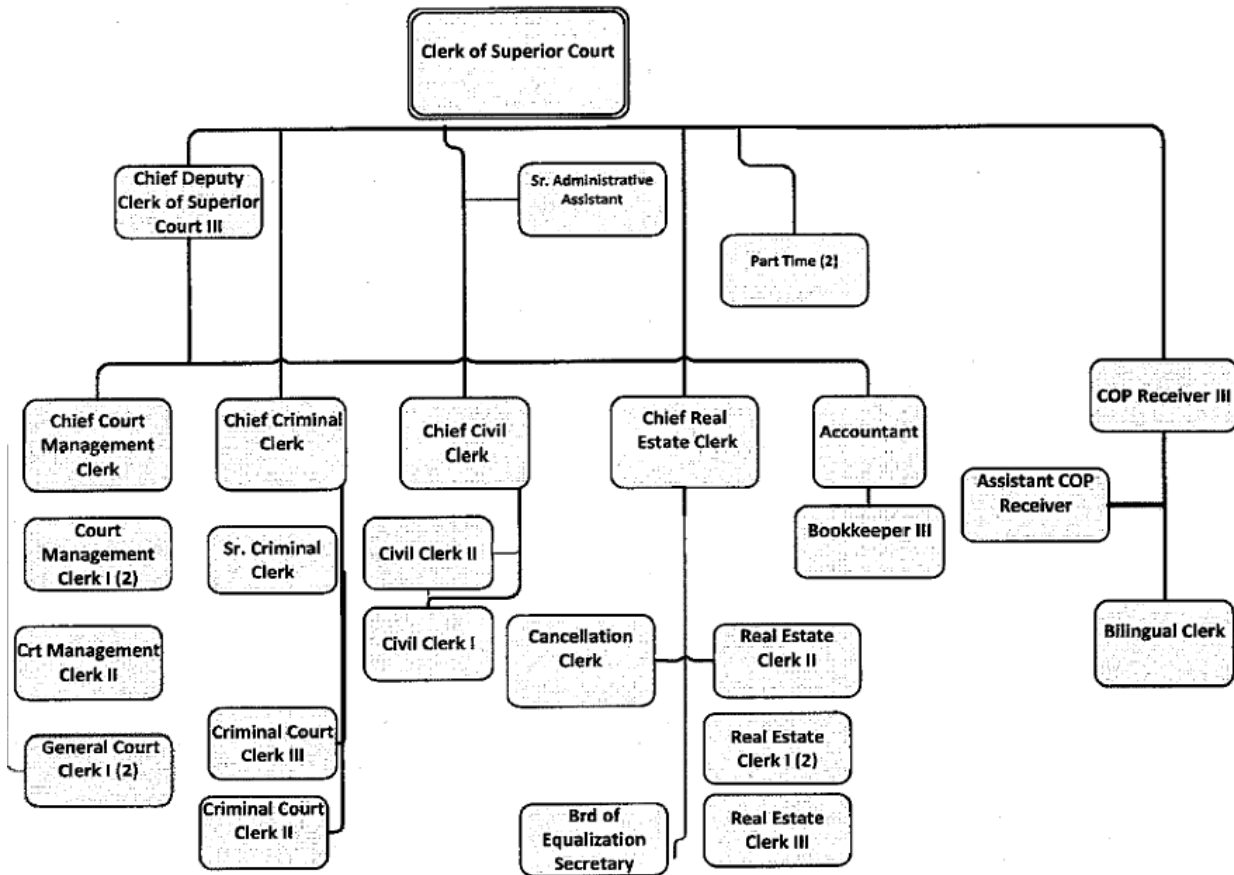 Clerk of Superior Court
Chief Deputy
Clerk of Superior
Court III
Sr. Administrative
Assistant
Part Time (2)
Chief Court
Management
Clerk
Chief Criminal
Clerk
Chief Civil
Clerk
Chief Real
Estate Clerk
Accountant
COP Receiver III
Court
Management
Clerk I (2)
Sr. Criminal
Clerk
Civil Clerk II
Bookkeeper III
Assistant COP
Receiver
Crt Management
Clerk II
Civil Clerk I
Cancellation
Clerk
Real Estate
Clerk II
Bilingual Clerk
General Court
Clerk I (2)
Criminal Court
Clerk III
Real Estate
Clerk I (2)
Criminal Court
Clerk II
Brd of
Equalization
Secretary
Real Estate
Clerk III